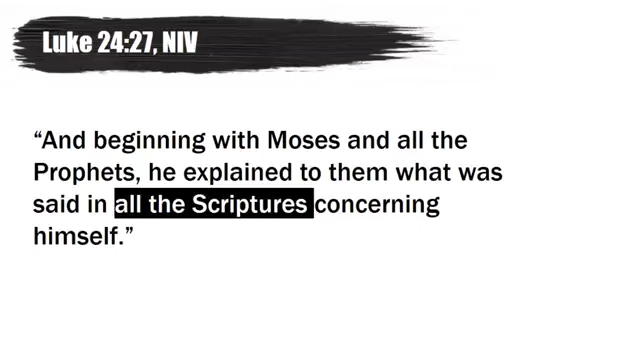 Luke 24:27, NIV
“And beginning with Moses and all the
Prophets, he explained to them what was
said in all the Scriptures concerning
himself.”